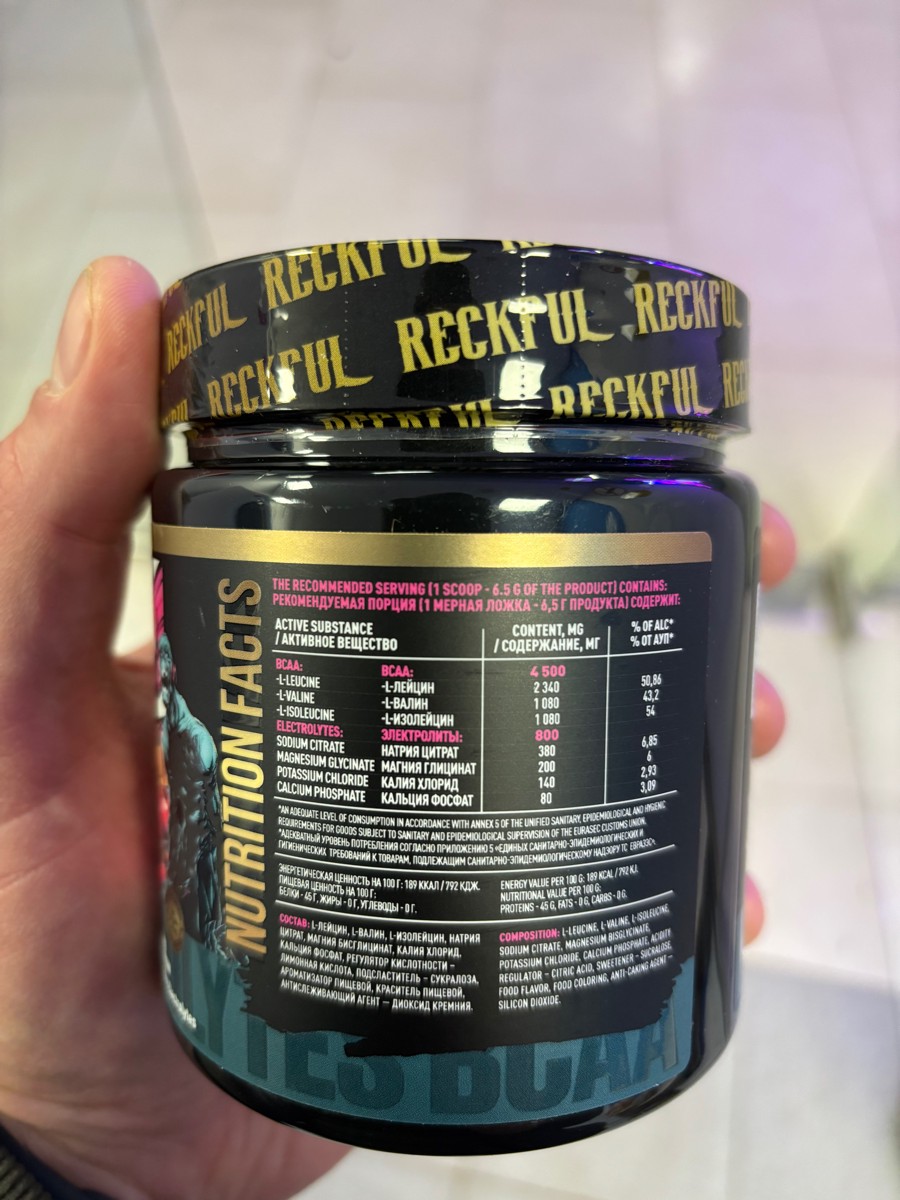 RECKFUL
RECKFUL RECKFUL RECKFUL
RECKFUL RECKFUL
NUTRITION FACTS
THE RECOMMENDED SERVING (1 SCOOP - 6.5 G OF THE PRODUCT) CONTAINS:
РЕКОМЕНДУЕМАЯ ПОРЦИЯ (1 МЕРНАЯ ЛОЖКА - 6,5 Г ПРОДУКТА) СОДЕРЖИТ:
ACTIVE SUBSTANCE CONTENT, MG % OF ALC*
/ АКТИВНОЕ ВЕЩЕСТВО / СОДЕРЖАНИЕ, МГ % ОТ АУП*
BCAA: BCAA: 4 500
-L-LEUCINE -L-ЛЕЙЦИН 2 340 50,86
-L-VALINE -L-ВАЛИН 1 080 43,2
-L-ISOLEUCINE -L-ИЗОЛЕЙЦИН 1 080 54
ELECTROLYTES: ЭЛЕКТРОЛИТЫ: 800
SODIUM CITRATE НАТРИЯ ЦИТРАТ 380 6,85
MAGNESIUM GLYCINATE МАГНИЯ ГЛИЦИНАТ 200 6
POTASSIUM CHLORIDE КАЛИЯ ХЛОРИД 140 2,93
CALCIUM PHOSPHATE КАЛЬЦИЯ ФОСФАТ 80 3,09
*AN ADEQUATE LEVEL OF CONSUMPTION IN ACCORDANCE WITH ANNEX 5 OF THE UNIFIED SANITARY, EPIDEMIOLOGICAL AND HYGIENIC
REQUIREMENTS FOR GOODS SUBJECT TO SANITARY AND EPIDEMIOLOGICAL SUPERVISION OF THE EURASEC CUSTOMS UNION.
*АДЕКВАТНЫЙ УРОВЕНЬ ПОТРЕБЛЕНИЯ СОГЛАСНО ПРИЛОЖЕНИЮ 5 «ЕДИНЫХ САНИТАРНО-ЭПИДЕМИОЛОГИЧЕСКИХ И
ГИГИЕНИЧЕСКИХ ТРЕБОВАНИЙ К ТОВАРАМ, ПОДЛЕЖАЩИМ САНИТАРНО-ЭПИДЕМИОЛОГИЧЕСКОМУ НАДЗОРУ ТС ЕВРАЗЭС».
ЭНЕРГЕТИЧЕСКАЯ ЦЕННОСТЬ НА 100 Г: 189 ККАЛ / 792 КДЖ.
ПИЩЕВАЯ ЦЕННОСТЬ НА 100 Г:
БЕЛКИ - 45 Г, ЖИРЫ - 0 Г, УГЛЕВОДЫ - 0 Г.
ENERGY VALUE PER 100 G: 189 KCAL / 792 KJ.
NUTRITIONAL VALUE PER 100 G:
PROTEINS - 45 G, FATS - 0 G, CARBS - 0 G.
СОСТАВ: L-ЛЕЙЦИН, L-ВАЛИН, L-ИЗОЛЕЙЦИН, НАТРИЯ
ЦИТРАТ, МАГНИЯ БИСГЛИЦИНАТ, КАЛИЯ ХЛОРИД,
КАЛЬЦИЯ ФОСФАТ, РЕГУЛЯТОР КИСЛОТНОСТИ –
ЛИМОННАЯ КИСЛОТА, ПОДСЛАСТИТЕЛЬ – СУКРАЛОЗА,
АРОМАТИЗАТОР ПИЩЕВОЙ, КРАСИТЕЛЬ ПИЩЕВОЙ,
АНТИСЛЕЖИВАЮЩИЙ АГЕНТ – ДИОКСИД КРЕМНИЯ.
COMPOSITION: L-LEUCINE, L-VALINE, L-ISOLEUCINE,
SODIUM CITRATE, MAGNESIUM BISGLYCINATE,
POTASSIUM CHLORIDE, CALCIUM PHOSPHATE, ACIDITY
REGULATOR – CITRIC ACID, SWEETENER – SUCRALOSE,
FOOD FLAVOR, FOOD COLORING, ANTI-CAKING AGENT –
SILICON DIOXIDE.
YTES BCAA